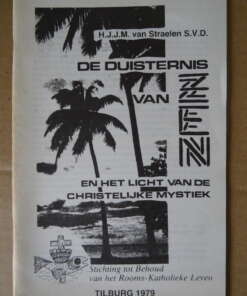 H.J.J.M. van Straelen S.V.D.
DE DUISTERNIS
VAN
ZEN
EN HET LICHT VAN DE
CHRISTELIJKE MYSTIEK
Stichting tot Behoud
van het Rooms-Katholieke Leven
TILBURG 1979